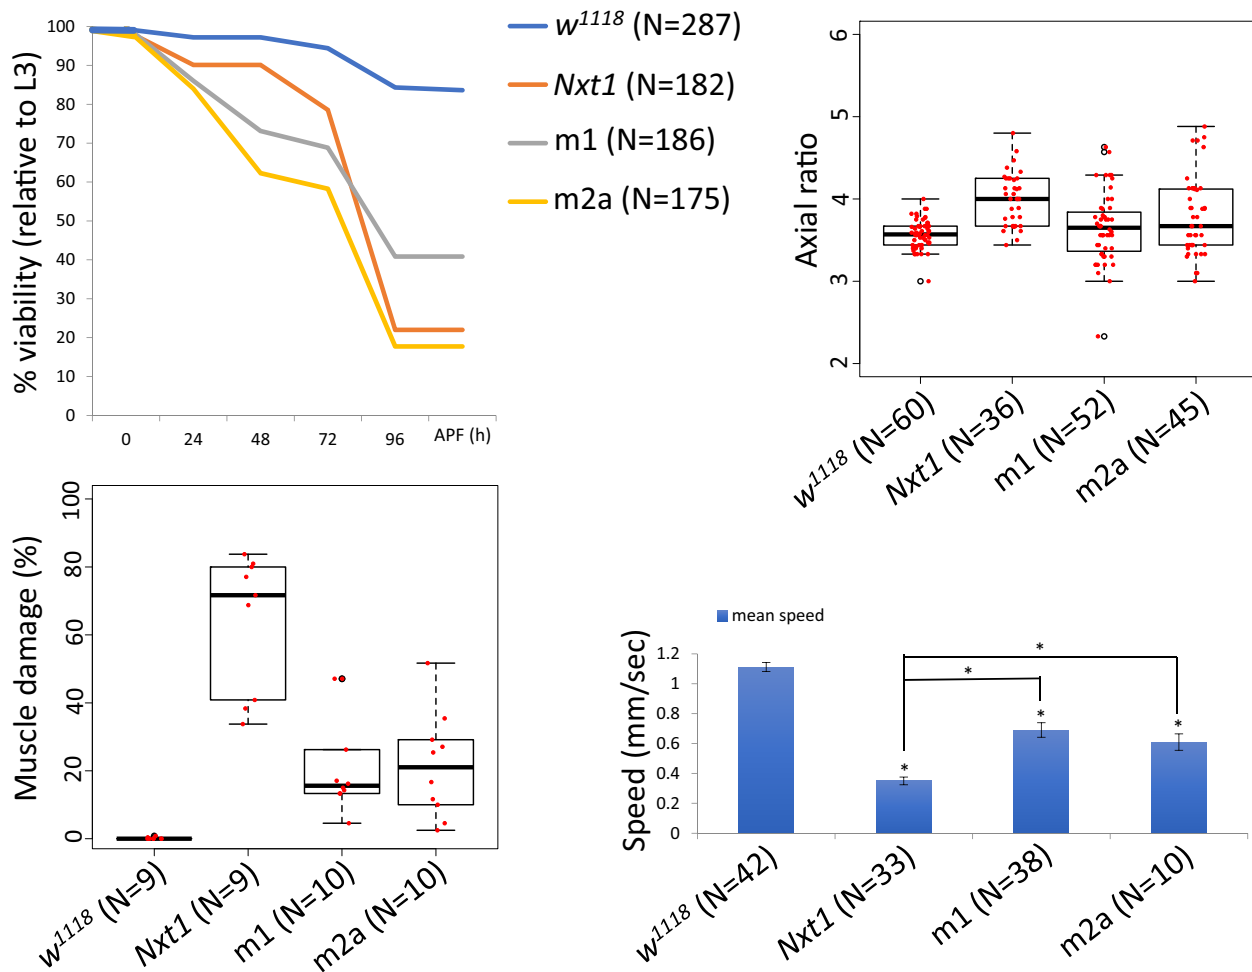 % viability (relative to L3)
100
90
80
70
60
50
40
30
20
10
0
0 24 48 72 96 APF (h)
w1118 (N=287)
Nxt1 (N=182)
m1 (N=186)
m2a (N=175)
Axial ratio
6
5
4
3
2
w1118 (N=60)
Nxt1 (N=36)
m1 (N=52)
m2a (N=45)
Muscle damage (%)
100
80
60
40
20
0
w1118 (N=9)
Nxt1 (N=9)
m1 (N=10)
m2a (N=10)
mean speed
Speed (mm/sec)
1.2
1
0.8
0.6
0.4
0.2
0
*
*
*
*
*
w1118 (N=42)
Nxt1 (N=33)
m1 (N=38)
m2a (N=10)